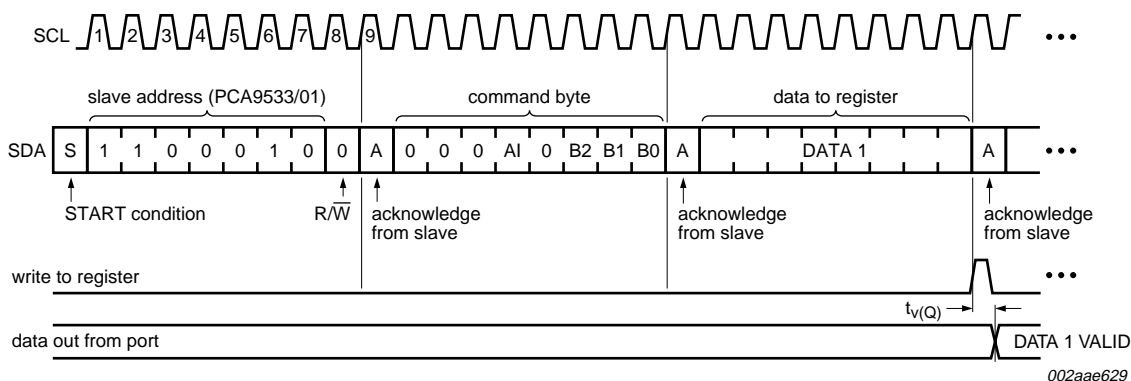 SCL 1 2 3 4 5 6 7 8 9 •••
slave address (PCA9533/01) command byte data to register
SDA S 1 1 0 0 0 1 0 0 A 0 0 0 AI 0 B2 B1 B0 A DATA 1 A •••
START condition R/W̅ acknowledge acknowledge acknowledge
from slave from slave from slave
write to register •••
tv(Q)
data out from port DATA 1 VALID
002aae629